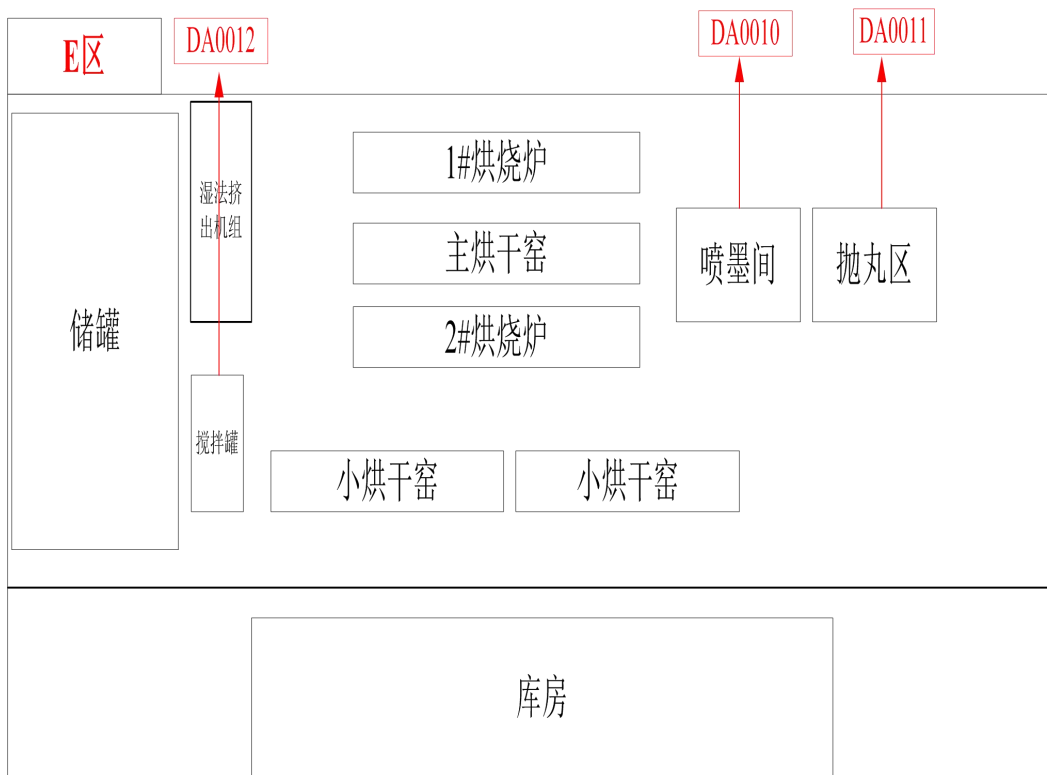 E区
DA0012
DA0010
DA0011
湿法挤
出机组
1#烘烧炉
主烘干窑
喷墨间
抛丸区
储罐
2#烘烧炉
搅拌罐
小烘干窑
小烘干窑
库房